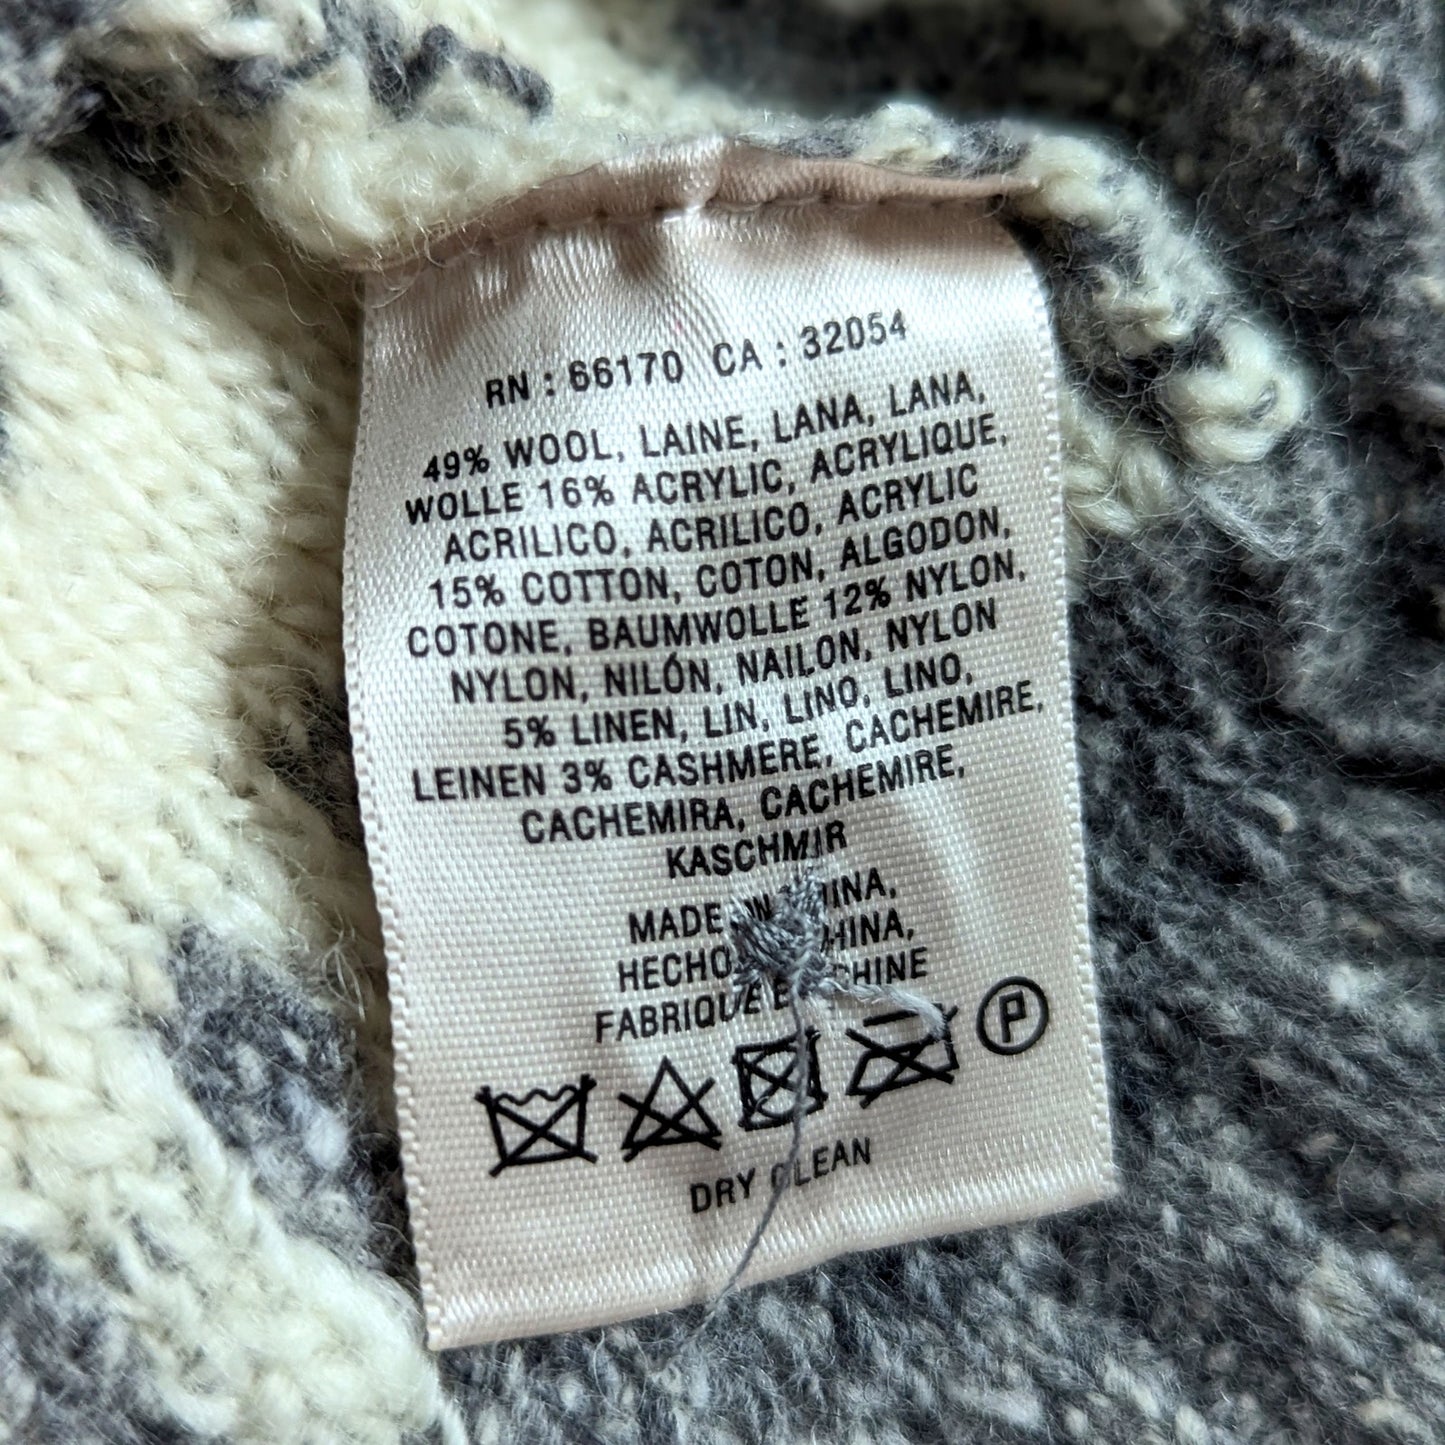 RN : 66170 CA : 32054
49% WOOL, LAINE, LANA, LANA,
WOLLE 16% ACRYLIC, ACRYLIQUE,
ACRILICO, ACRILICO, ACRYLIC
15% COTTON, COTON, ALGODON,
COTONE, BAUMWOLLE 12% NYLON,
NYLON, NILÓN, NAILON, NYLON
5% LINEN, LIN, LINO, LINO,
LEINEN 3% CASHMERE, CACHEMIRE,
CACHEMIRA, CACHEMIRE,
KASCHMIR
MADE IN CHINA,
HECHO CHINA,
FABRIQUE EN CHINE
P
DRY CLEAN